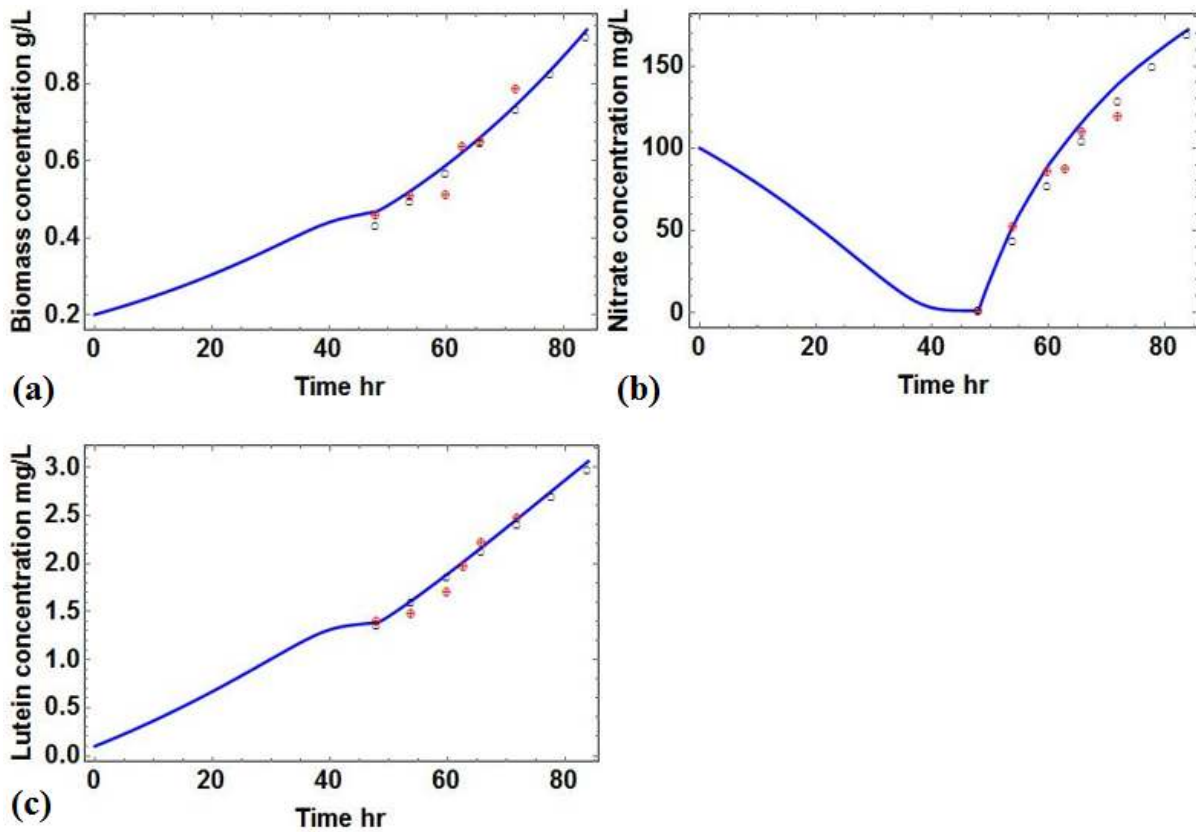 Biomass concentration g/L
0.8
0.6
0.4
0.2
0 20 40 60 80
Time hr
(a)
Nitrate concentration mg/L
150
100
50
0
0 20 40 60 80
Time hr
(b)
Lutein concentration mg/L
3.0
2.5
2.0
1.5
1.0
0.5
0.0
0 20 40 60 80
Time hr
(c)